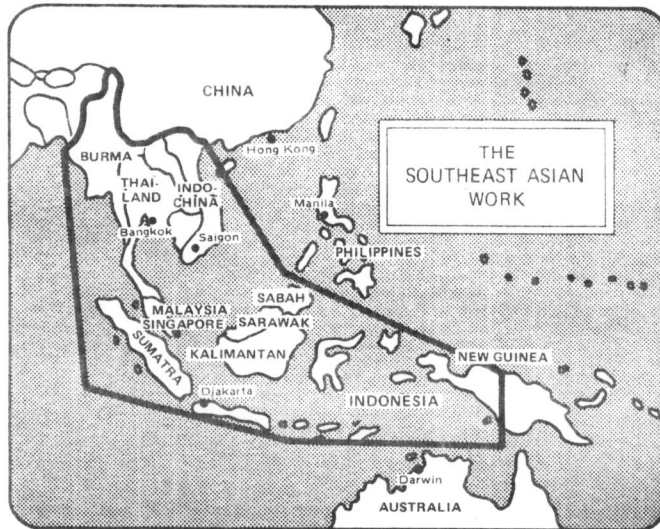 CHINA
Hong Kong
THE
SOUTHEAST ASIAN
WORK
BURMA
THAI-
LAND
INDO-
CHINA
Bangkok
Saigon
Manila
PHILIPPINES
SABAH
MALAYSIA
SINGAPORE
SARAWAK
SUMATRA
KALIMANTAN
NEW GUINEA
Djakarta
INDONESIA
Darwin
AUSTRALIA